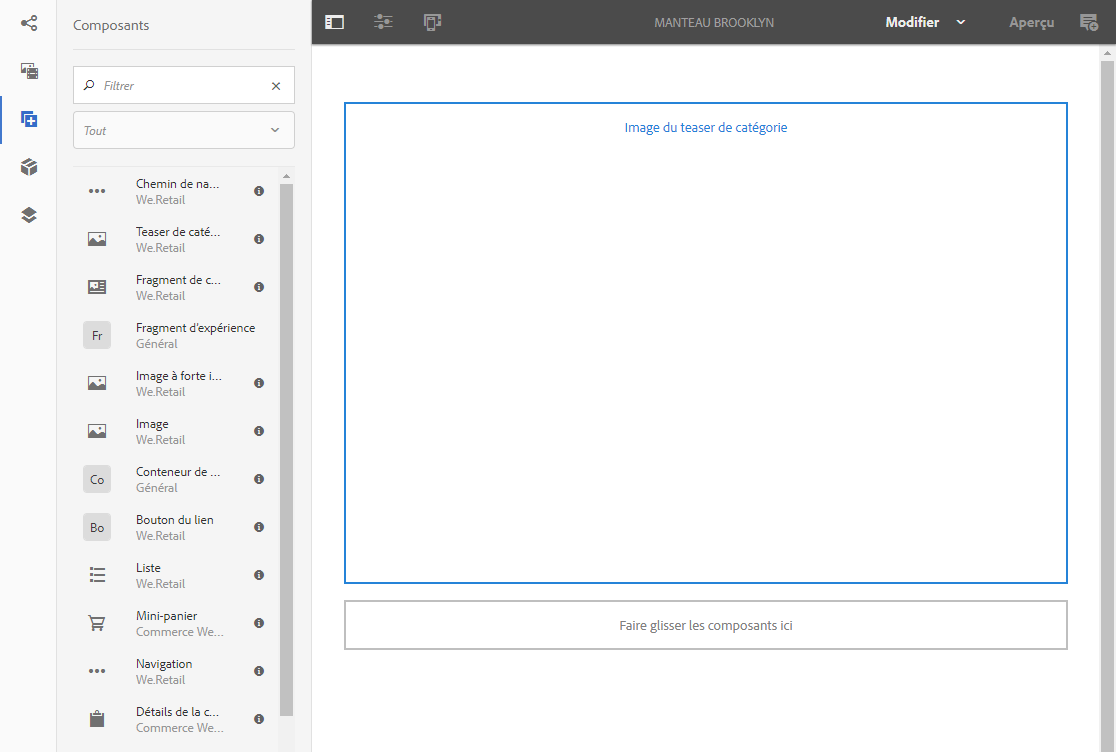 Composants
MANTEAU BROOKLYN
Modifier
Aperçu
Filtrer
Tout
Chemin de na...
We.Retail
Teaser de caté...
We.Retail
Fragment de c...
We.Retail
Fr
Fragment d'expérience
Général
Image à forte i...
We.Retail
Image
We.Retail
Co
Conteneur de ...
Général
Bo
Bouton du lien
We.Retail
Liste
We.Retail
Mini-panier
Commerce We...
Navigation
We.Retail
Détails de la c...
Commerce We...
Image du teaser de catégorie
Faire glisser les composants ici